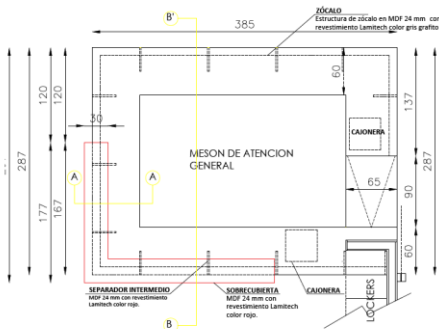 B'
385
ZÓCALO
Estructura de zócalo en MDF 24 mm con
revestimiento Lamitech color gris grafito
120
120
60
137
30
CAJONERA
287
MESON DE ATENCION
GENERAL
287
A
A
65
90
177
167
60
SEPARADOR INTERMEDIO
MDF 24 mm con revestimiento
Lamitech color rojo.
SOBRECUBIERTA
MDF 24 mm con
revestimiento Lamitech
color rojo.
CAJONERA
LOCKERS
B